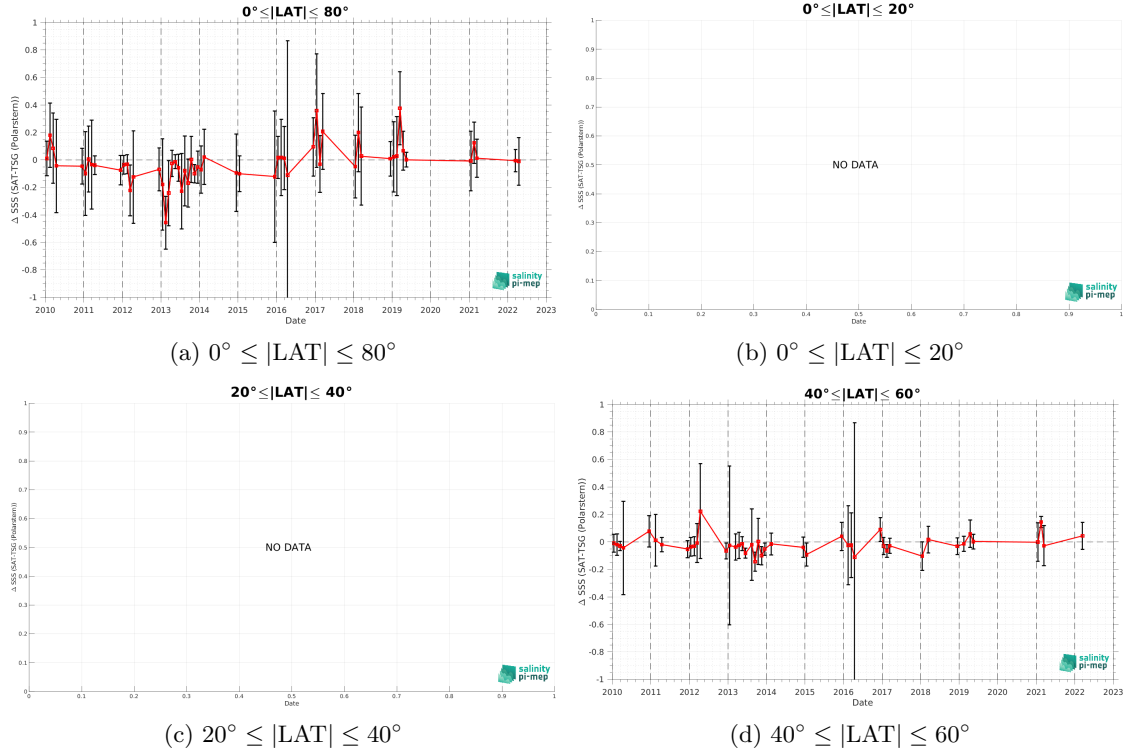 0°≤|LAT|≤ 80°
Δ SSS (SAT-TSG (Polarstern))
1
0.8
0.6
0.4
0.2
0
-0.2
-0.4
-0.6
-0.8
-1
2010 2011 2012 2013 2014 2015 2016 2017 2018 2019 2020 2021 2022 2023
Date
salinity
pi-mep
(a) 0° ≤ |LAT| ≤ 80°
0°≤|LAT|≤ 20°
Δ SSS (SAT-TSG (Polarstern))
1
0.9
0.8
0.7
0.6
0.5
0.4
0.3
0.2
0.1
0
NO DATA
0 0.1 0.2 0.3 0.4 0.5 0.6 0.7 0.8 0.9 1
Date
salinity
pi-mep
(b) 0° ≤ |LAT| ≤ 20°
20°≤|LAT|≤ 40°
Δ SSS (SAT-TSG (Polarstern))
1
0.9
0.8
0.7
0.6
0.5
0.4
0.3
0.2
0.1
0
NO DATA
0 0.1 0.2 0.3 0.4 0.5 0.6 0.7 0.8 0.9 1
Date
salinity
pi-mep
(c) 20° ≤ |LAT| ≤ 40°
40°≤|LAT|≤ 60°
Δ SSS (SAT-TSG (Polarstern))
1
0.8
0.6
0.4
0.2
0
-0.2
-0.4
-0.6
-0.8
-1
2010 2011 2012 2013 2014 2015 2016 2017 2018 2019 2020 2021 2022 2023
Date
salinity
pi-mep
(d) 40° ≤ |LAT| ≤ 60°